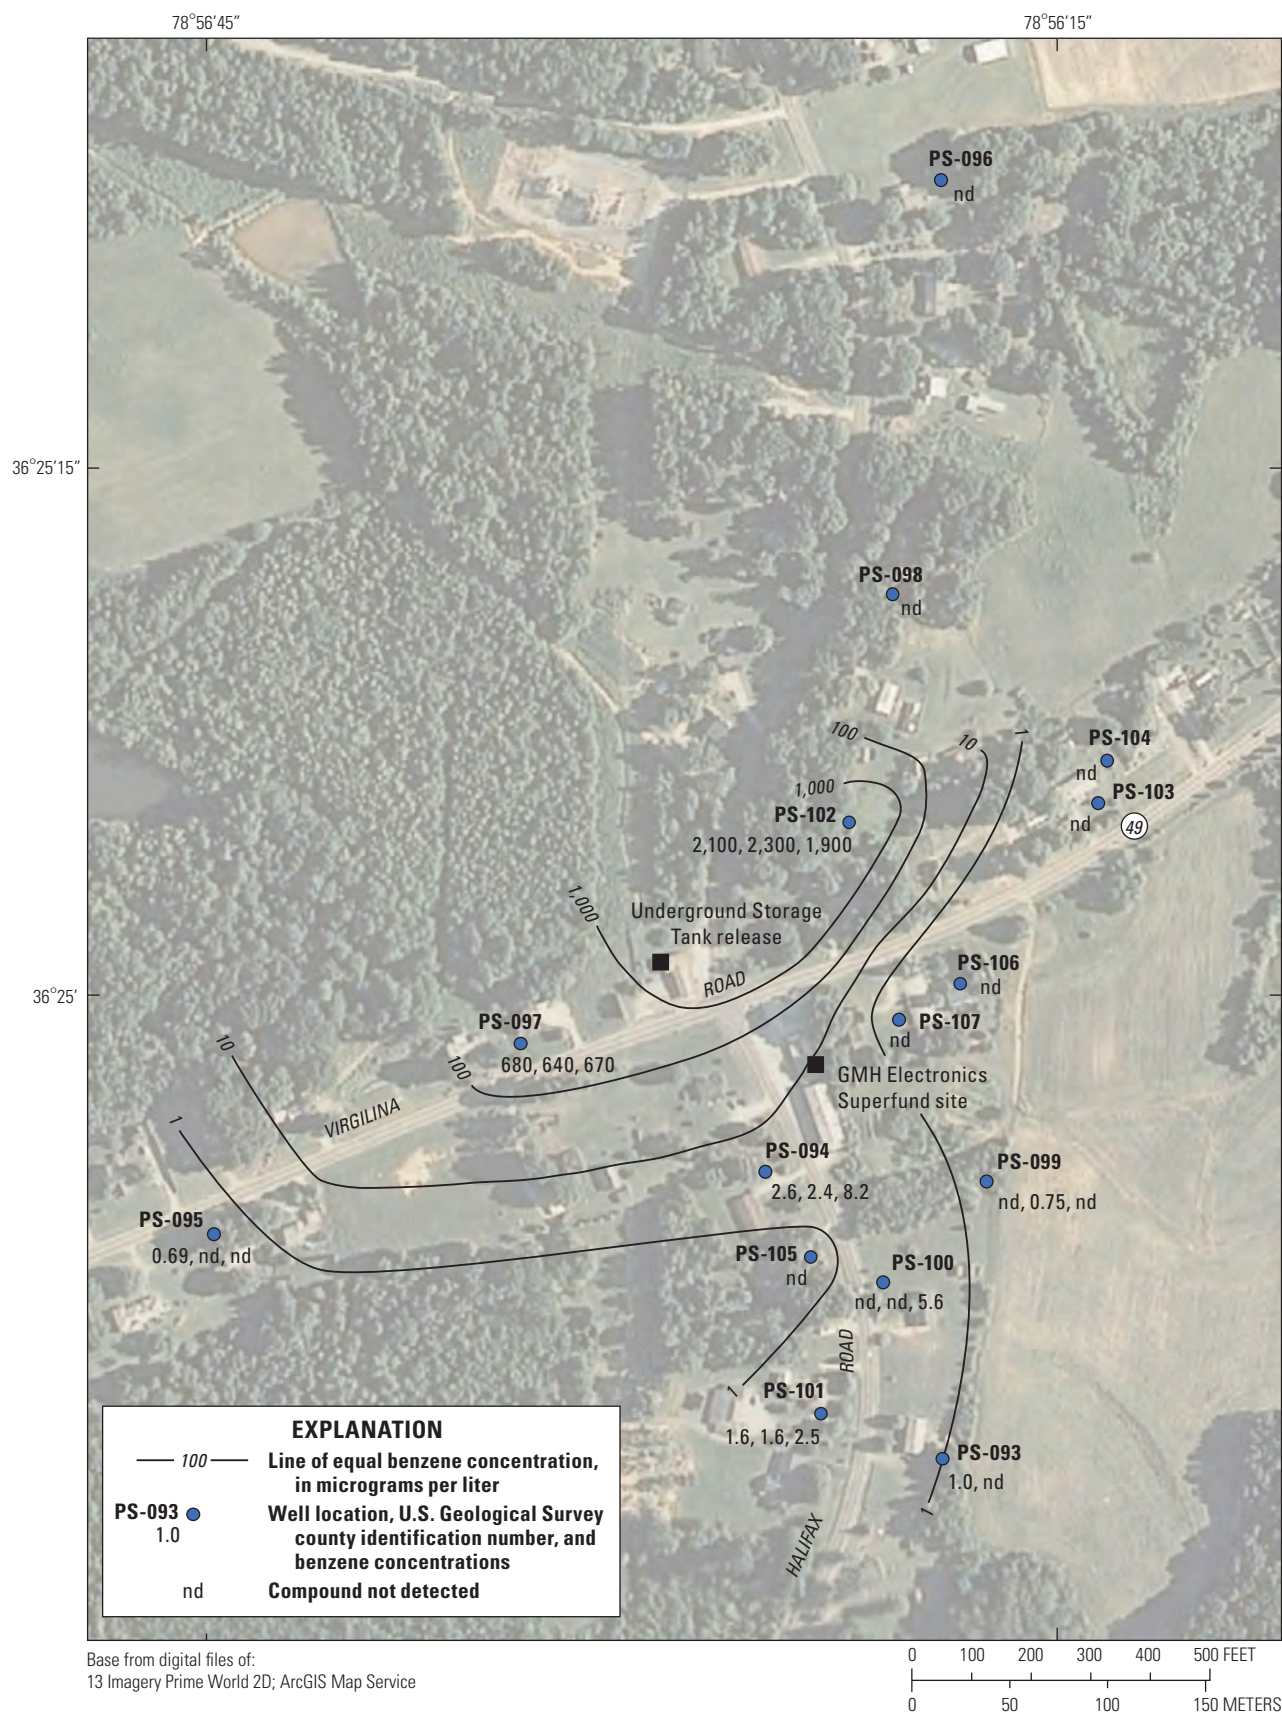 78°56'45"
78°56'15"
PS-096
nd
36°25'15"
PS-098
nd
100
10
1
PS-104
nd
1,000
PS-103
PS-102
nd
49
2,100, 2,300, 1,900
1,000
Underground Storage
Tank release
PS-106
nd
ROAD
36°25'
PS-097
PS-107
nd
10
680, 640, 670
100
GMH Electronics
Superfund site
1
VIRGILINA
PS-094
2.6, 2.4, 8.2
PS-099
nd, 0.75, nd
PS-095
0.69, nd, nd
PS-105
nd
PS-100
nd, nd, 5.6
ROAD
1
PS-101
1.6, 1.6, 2.5
PS-093
1.0, nd
1
HALIFAX
EXPLANATION
100
Line of equal benzene concentration,
in micrograms per liter
PS-093
1.0
Well location, U.S. Geological Survey
county identification number, and
benzene concentrations
nd
Compound not detected
Base from digital files of:
13 Imagery Prime World 2D; ArcGIS Map Service
0 100 200 300 400 500 FEET
0 50 100 150 METERS